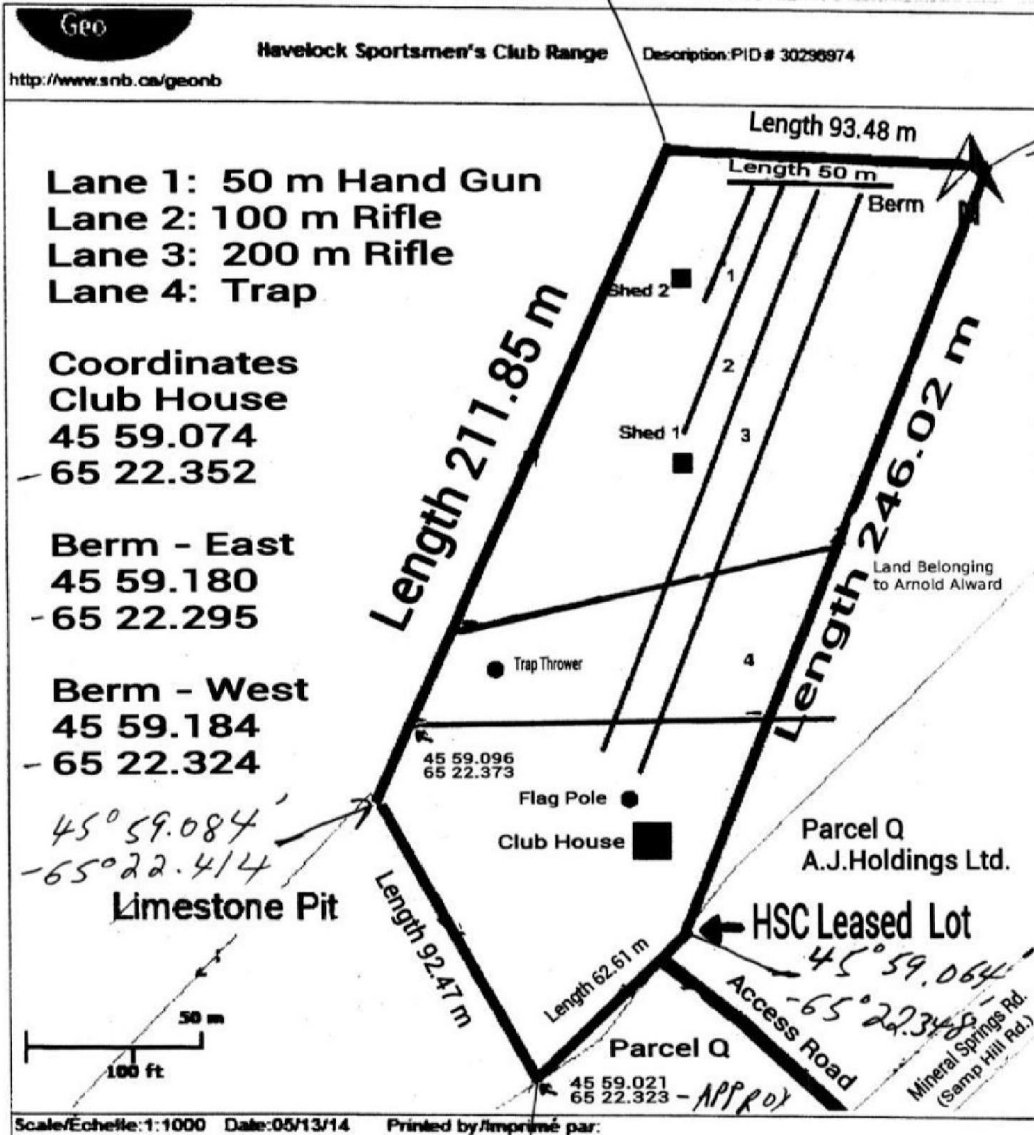 Geo
http://www.snb.ca/geonb
Havelock Sportsmen's Club Range
Description:PID # 30296974
Length 93.48 m
Length 50 m
Berm
N
Lane 1: 50 m Hand Gun
Lane 2: 100 m Rifle
Lane 3: 200 m Rifle
Lane 4: Trap
Coordinates
Club House
45 59.074
- 65 22.352
Berm - East
45 59.180
- 65 22.295
Berm - West
45 59.184
- 65 22.324
45° 59.084'
-65° 22.414
Limestone Pit
Length 211.85 m
Shed 2
1
2
Shed 1
3
Length 246.02 m
Land Belonging
to Arnold Alward
Trap Thrower
4
45 59.096
65 22.373
Flag Pole
Club House
Parcel Q
A.J.Holdings Ltd.
HSC Leased Lot
45° 59.064'
-65° 22.348'
Length 92.47 m
Length 62.61 m
Access Road
Mineral Springs Rd.
(Samp Hill Rd.)
Parcel Q
45 59.021
65 22.323 - APPROX
50 m
100 ft
Scale/Échelle:1:1000 Date:05/13/14 Printed by/Imprimé par: